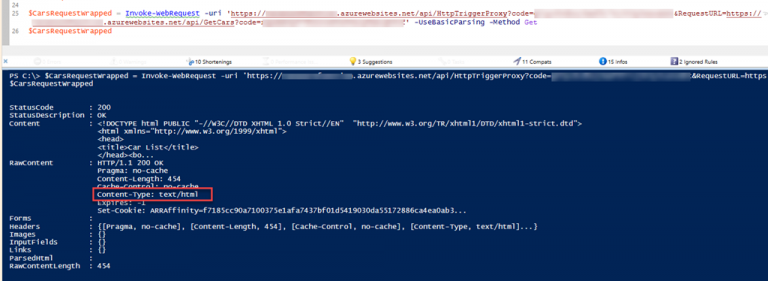 24
25
$CarsRequestWrapped = Invoke-WebRequest -uri 'https://.azurewebsites.net/api/HttpTriggerProxy?code=&RequestURL=https://
.azurewebsites.net/api/GetCars?code=' -UseBasicParsing -Method Get
26 $CarsRequestWrapped
10 Shortenings 3 Suggestions 11 Compats 15 Infos 2 Ignored Rules
PS C:\> $CarsRequestWrapped = Invoke-WebRequest -uri 'https://.azurewebsites.net/api/HttpTriggerProxy?code=&RequestURL=https
$CarsRequestWrapped
StatusCode : 200
StatusDescription : OK
Content : <!DOCTYPE html PUBLIC "-//W3C//DTD XHTML 1.0 Strict//EN" "http://www.w3.org/TR/xhtml1/DTD/xhtml1-strict.dtd">
<html xmlns="http://www.w3.org/1999/xhtml">
<head>
<title>Car List</title>
</head><bo...
RawContent : HTTP/1.1 200 OK
Pragma: no-cache
Content-Length: 454
Cache-Control: no-cache
Content-Type: text/html
Expires: -1
Set-Cookie: ARRAffinity=f7185cc90a7100375e1afa7437bf01d5419030da55172886ca4ea0ab3...
Forms :
Headers : {[Pragma, no-cache], [Content-Length, 454], [Cache-Control, no-cache], [Content-Type, text/html]...}
Images : {}
InputFields : {}
Links : {}
ParsedHtml :
RawContentLength : 454